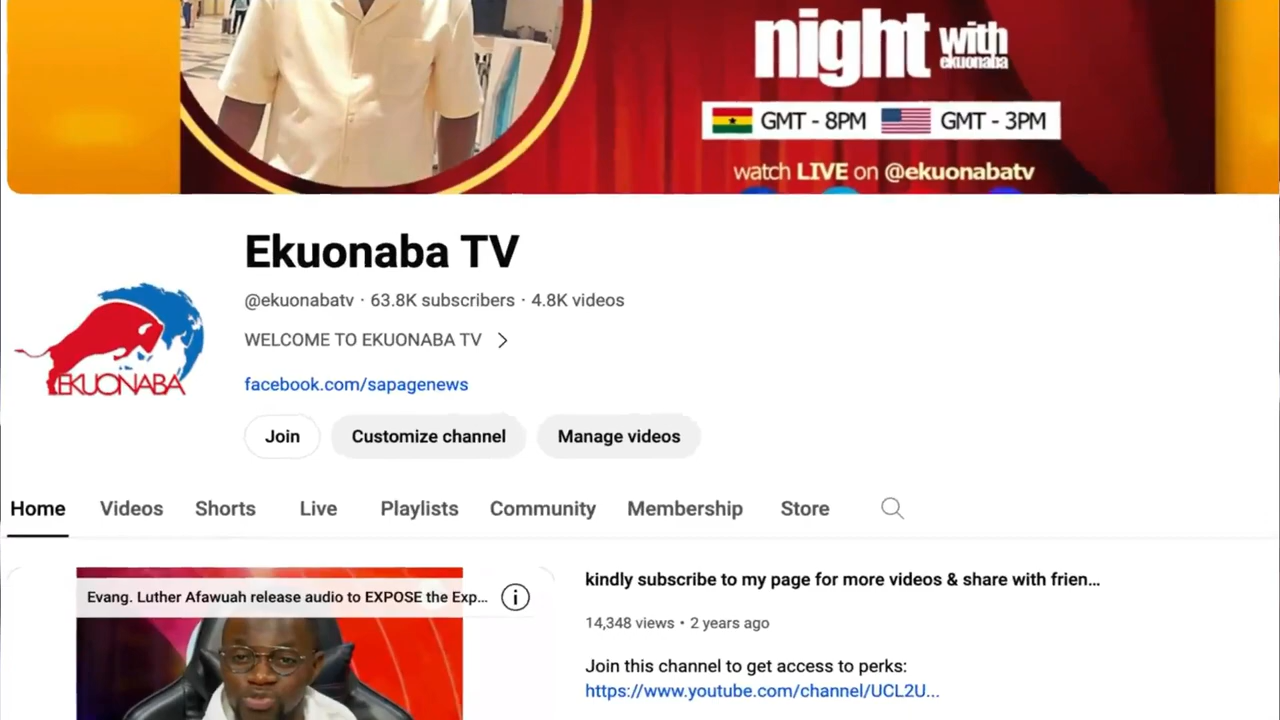 night with
ekuonaba
GMT - 8PM GMT - 3PM
watch LIVE on @ekuonabatv
Ekuonaba TV
@ekuonabatv · 63.8K subscribers · 4.8K videos
WELCOME TO EKUONABA TV
facebook.com/sapagenews
EKUONABA
Join Customize channel Manage videos
Home Videos Shorts Live Playlists Community Membership Store
Evang. Luther Afawuah release audio to EXPOSE the Exp...
kindly subscribe to my page for more videos & share with frien...
14,348 views • 2 years ago
Join this channel to get access to perks:
https://www.youtube.com/channel/UCL2U...